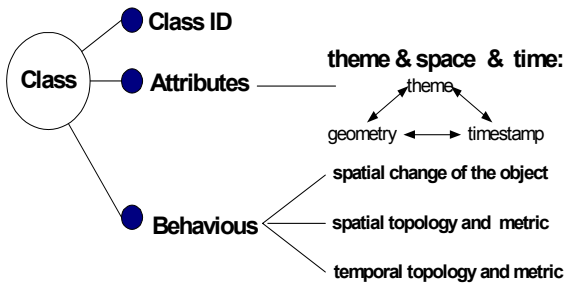 Class ID
Class
Attributes
theme & space & time:
theme
geometry
timestamp
spatial change of the object
Behavious
spatial topology and metric
temporal topology and metric